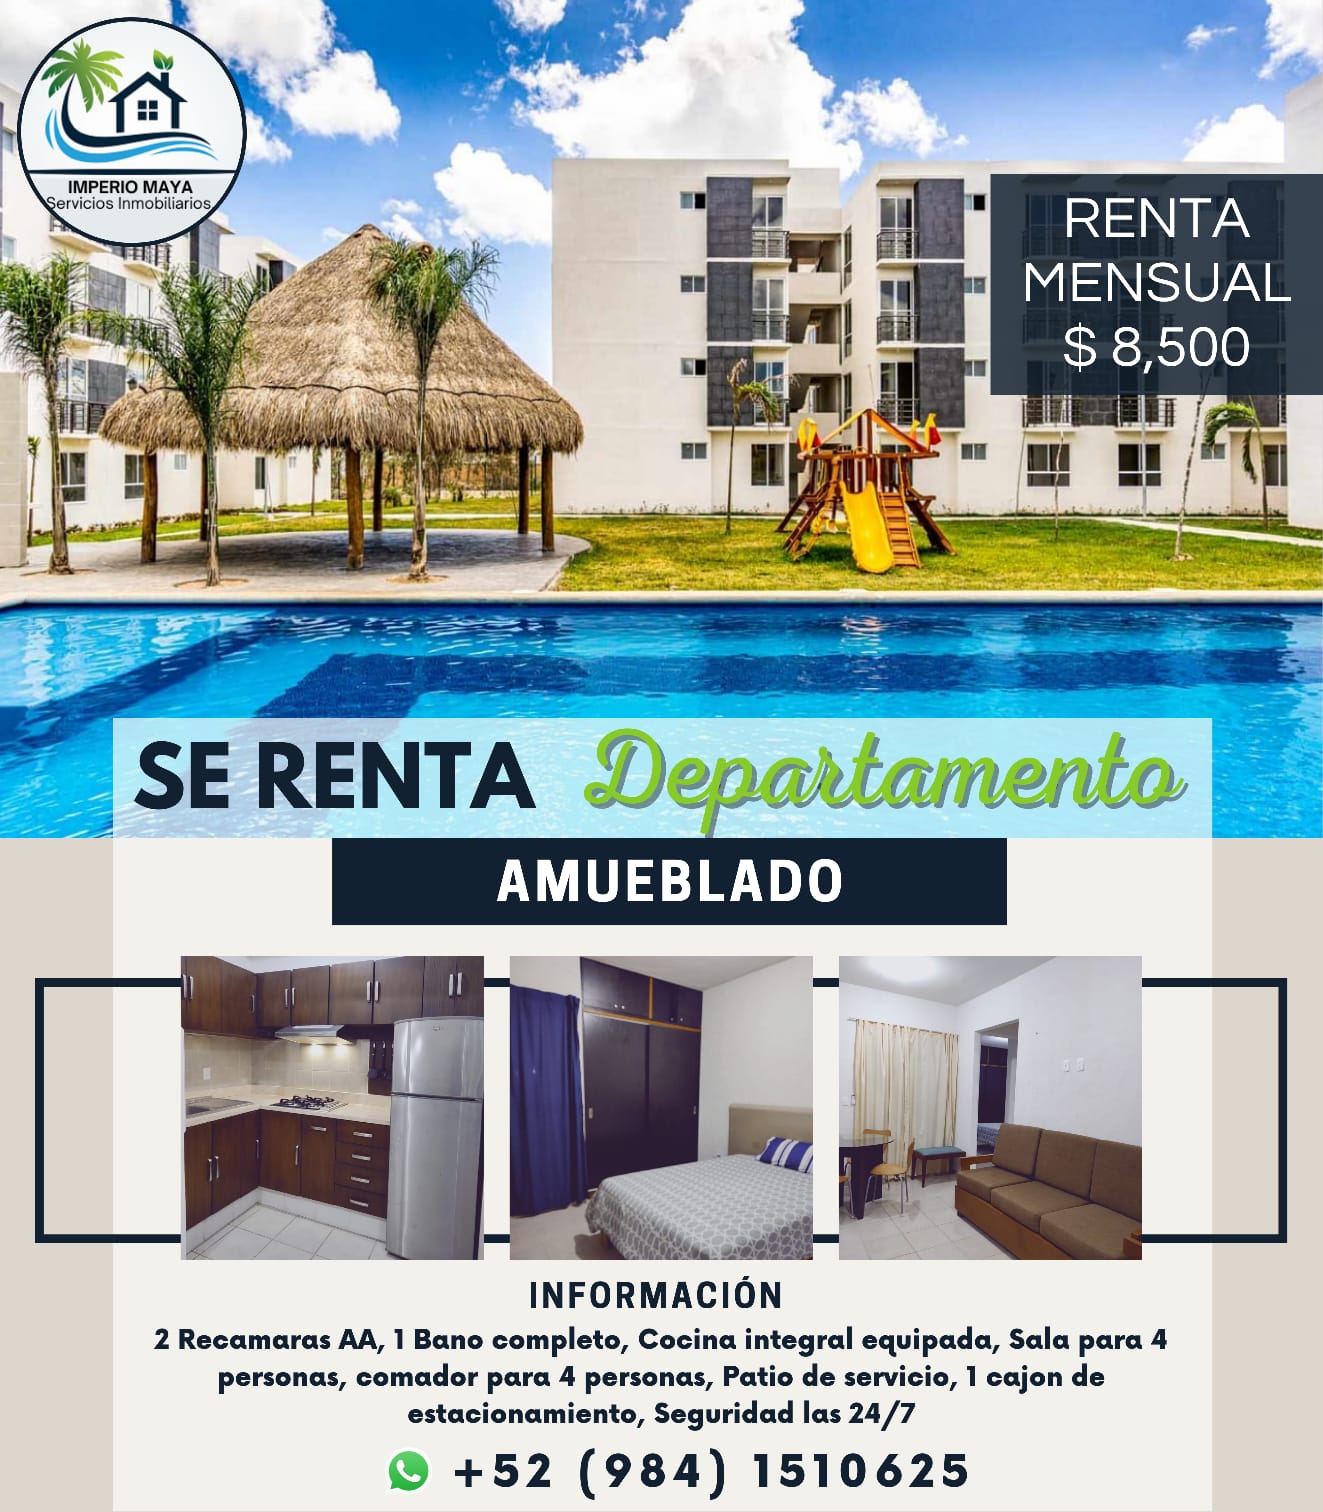 IMPERIO MAYA
Servicios Inmobiliarios
RENTA
MENSUAL
$ 8,500
SE RENTA Departamento
AMUEBLADO
INFORMACIÓN
2 Recamaras AA, 1 Bano completo, Cocina integral equipada, Sala para 4
personas, comador para 4 personas, Patio de servicio, 1 cajon de
estacionamiento, Seguridad las 24/7
+52 (984) 1510625